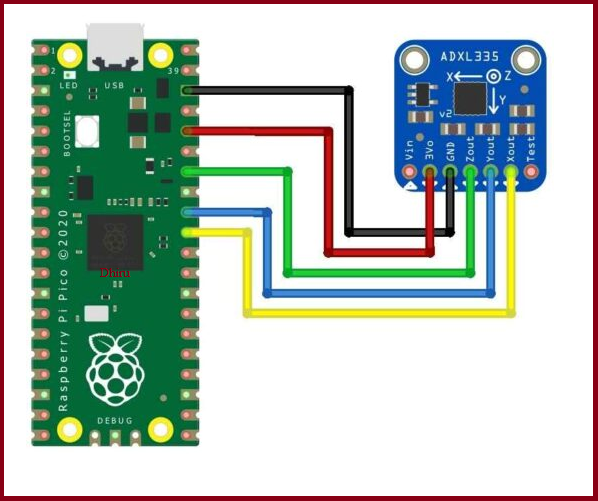 1
2
39
LED
USB
BOOTSEL
Raspberry Pi Pico ©2020
Dhini
DEBUG
ADXL335
X
Z
Y
v2
Vin
3Vo
GND
Zout
Yout
Xout
Test